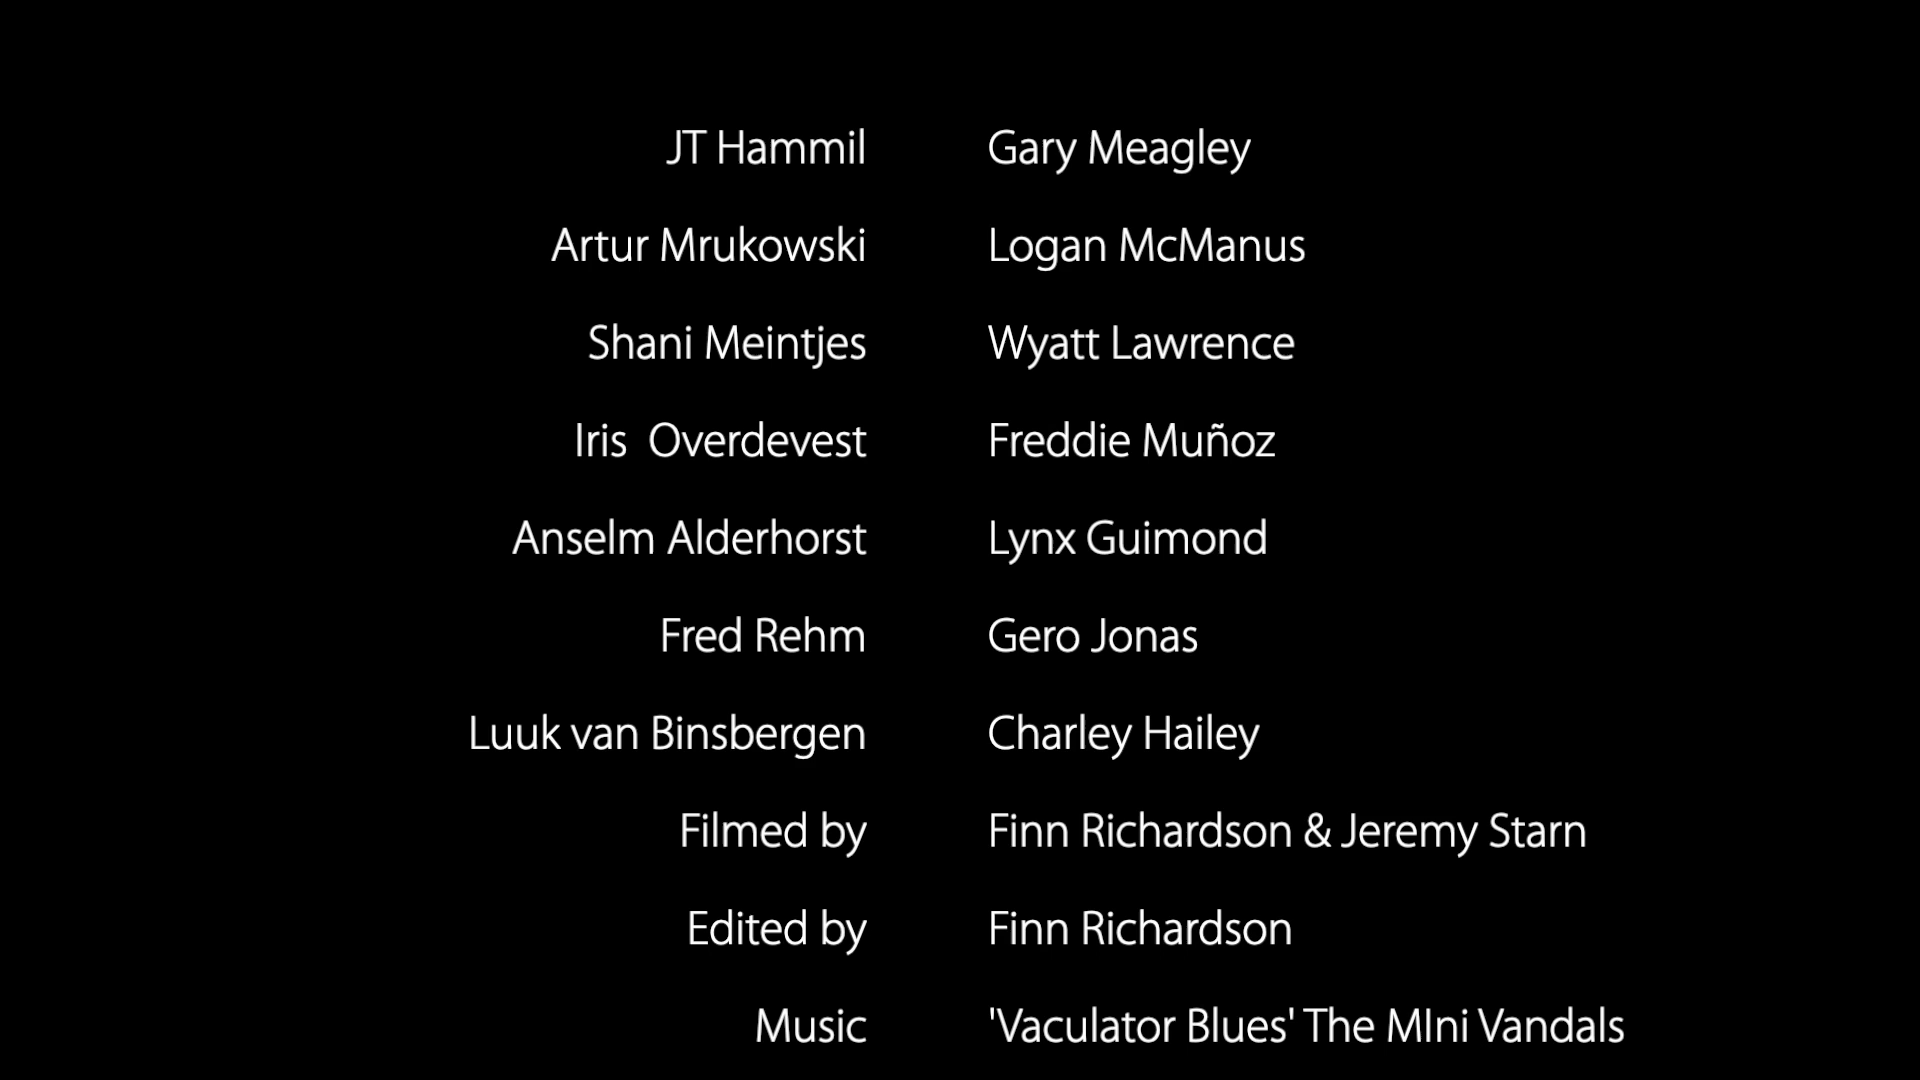 JT Hammil Gary Meagley
Artur Mrukowski Logan McManus
Shani Meintjes Wyatt Lawrence
Iris  Overdevest Freddie Muñoz
Anselm Alderhorst Lynx Guimond
Fred Rehm Gero Jonas
Luuk van Binsbergen Charley Hailey
Filmed by Finn Richardson & Jeremy Starn
Edited by Finn Richardson
Music 'Vaculator Blues' The MIni Vandals